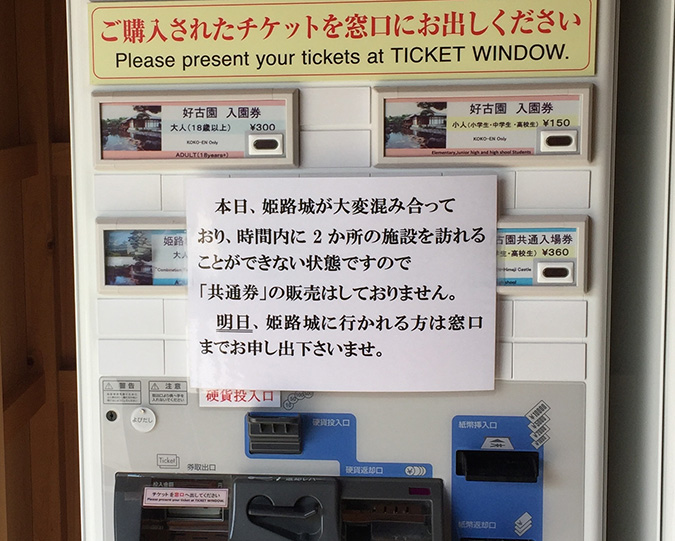 ご購入されたチケットを窓口にお出しください
Please present your tickets at TICKET WINDOW.
好古園 入園券
大人(18歳以上) ¥300
KOKO-EN Only
ADULT(18years+)
好古園 入園券
小人(小学生・中学生・高校生) ¥150
KOKO-EN Only
Elementary,Junior high and high shool Students
姫路
大人
古園共通入場券
生) ¥360
Himeji Castle
本日、姫路城が大変混み合って
おり、時間内に2か所の施設を訪れる
ことができない状態ですので
「共通券」の販売はしておりません。
明日、姫路城に行かれる方は窓口
までお申し出下さいませ。
警告
注意
硬貨投入口
よびだし
硬貨投入口
紙幣挿入口
Ticket
券取出口
硬貨返却口
チケットを窓口へ出してください
Please present your ticket at TICKET WINDOW.
紙幣返却口